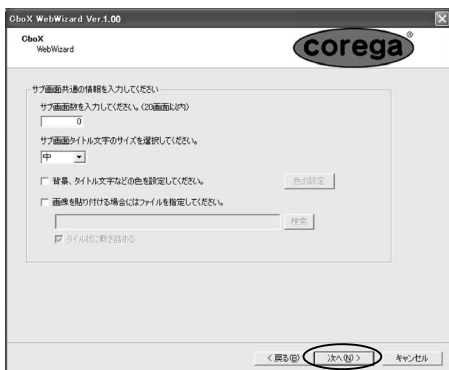 CboX WebWizard Ver.1.00
CboX
WebWizard
corega
サブ画面共通の情報を入力してください
サブ画面数を入力してください。(20画面以内)
0
サブ画面タイトル文字のサイズを選択してください。
中
背景、タイトル文字などの色を設定してください。
色の設定
画像を貼り付ける場合にはファイルを指定してください。
検索
タイル状に敷き詰める
< 戻る(B)
次へ(N) >
キャンセル